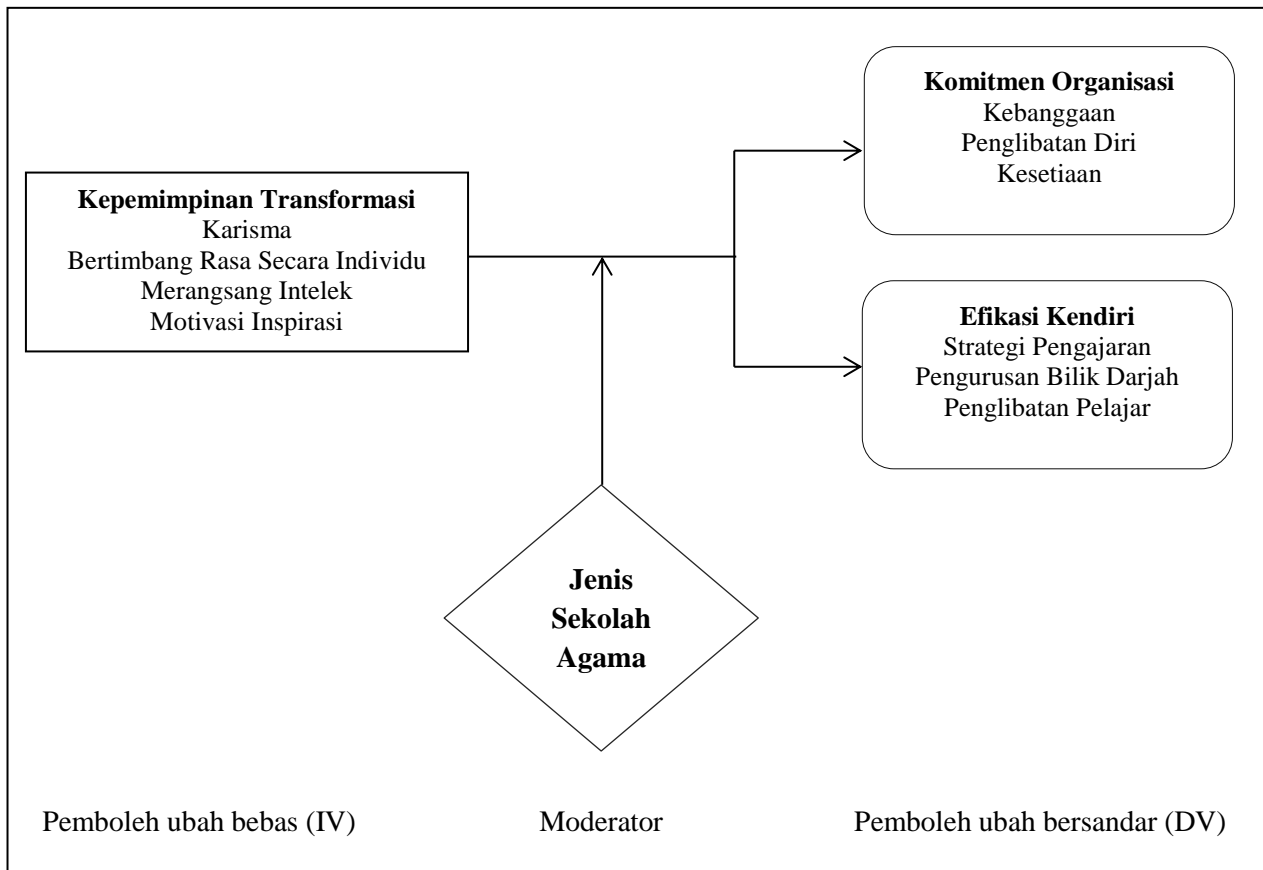 Komitmen Organisasi
Kebanggaan
Penglibatan Diri
Kesetiaan
Kepemimpinan Transformasi
Karisma
Bertimbang Rasa Secara Individu
Merangsang Intelek
Motivasi Inspirasi
Efikasi Kendiri
Strategi Pengajaran
Pengurusan Bilik Darjah
Penglibatan Pelajar
Jenis
Sekolah
Agama
Pemboleh ubah bebas (IV)
Moderator
Pemboleh ubah bersandar (DV)